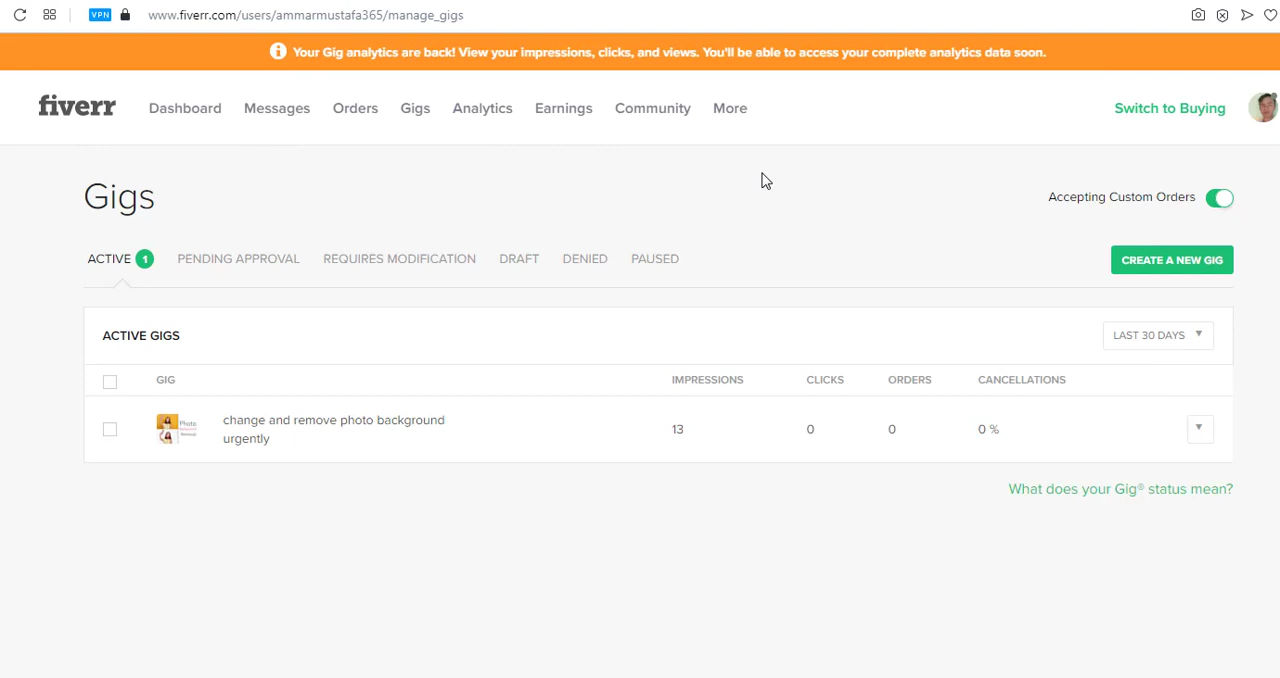 VPN www.fiverr.com/users/ammarmustafa365/manage_gigs
Your Gig analytics are back! View your impressions, clicks, and views. You'll be able to access your complete analytics data soon.
fiverr Dashboard Messages Orders Gigs Analytics Earnings Community More Switch to Buying
Gigs
Accepting Custom Orders
ACTIVE 1 PENDING APPROVAL REQUIRES MODIFICATION DRAFT DENIED PAUSED CREATE A NEW GIG
ACTIVE GIGS LAST 30 DAYS
GIG IMPRESSIONS CLICKS ORDERS CANCELLATIONS
Photo
change and remove photo background
urgently
13 0 0 0 %
What does your Gig® status mean?